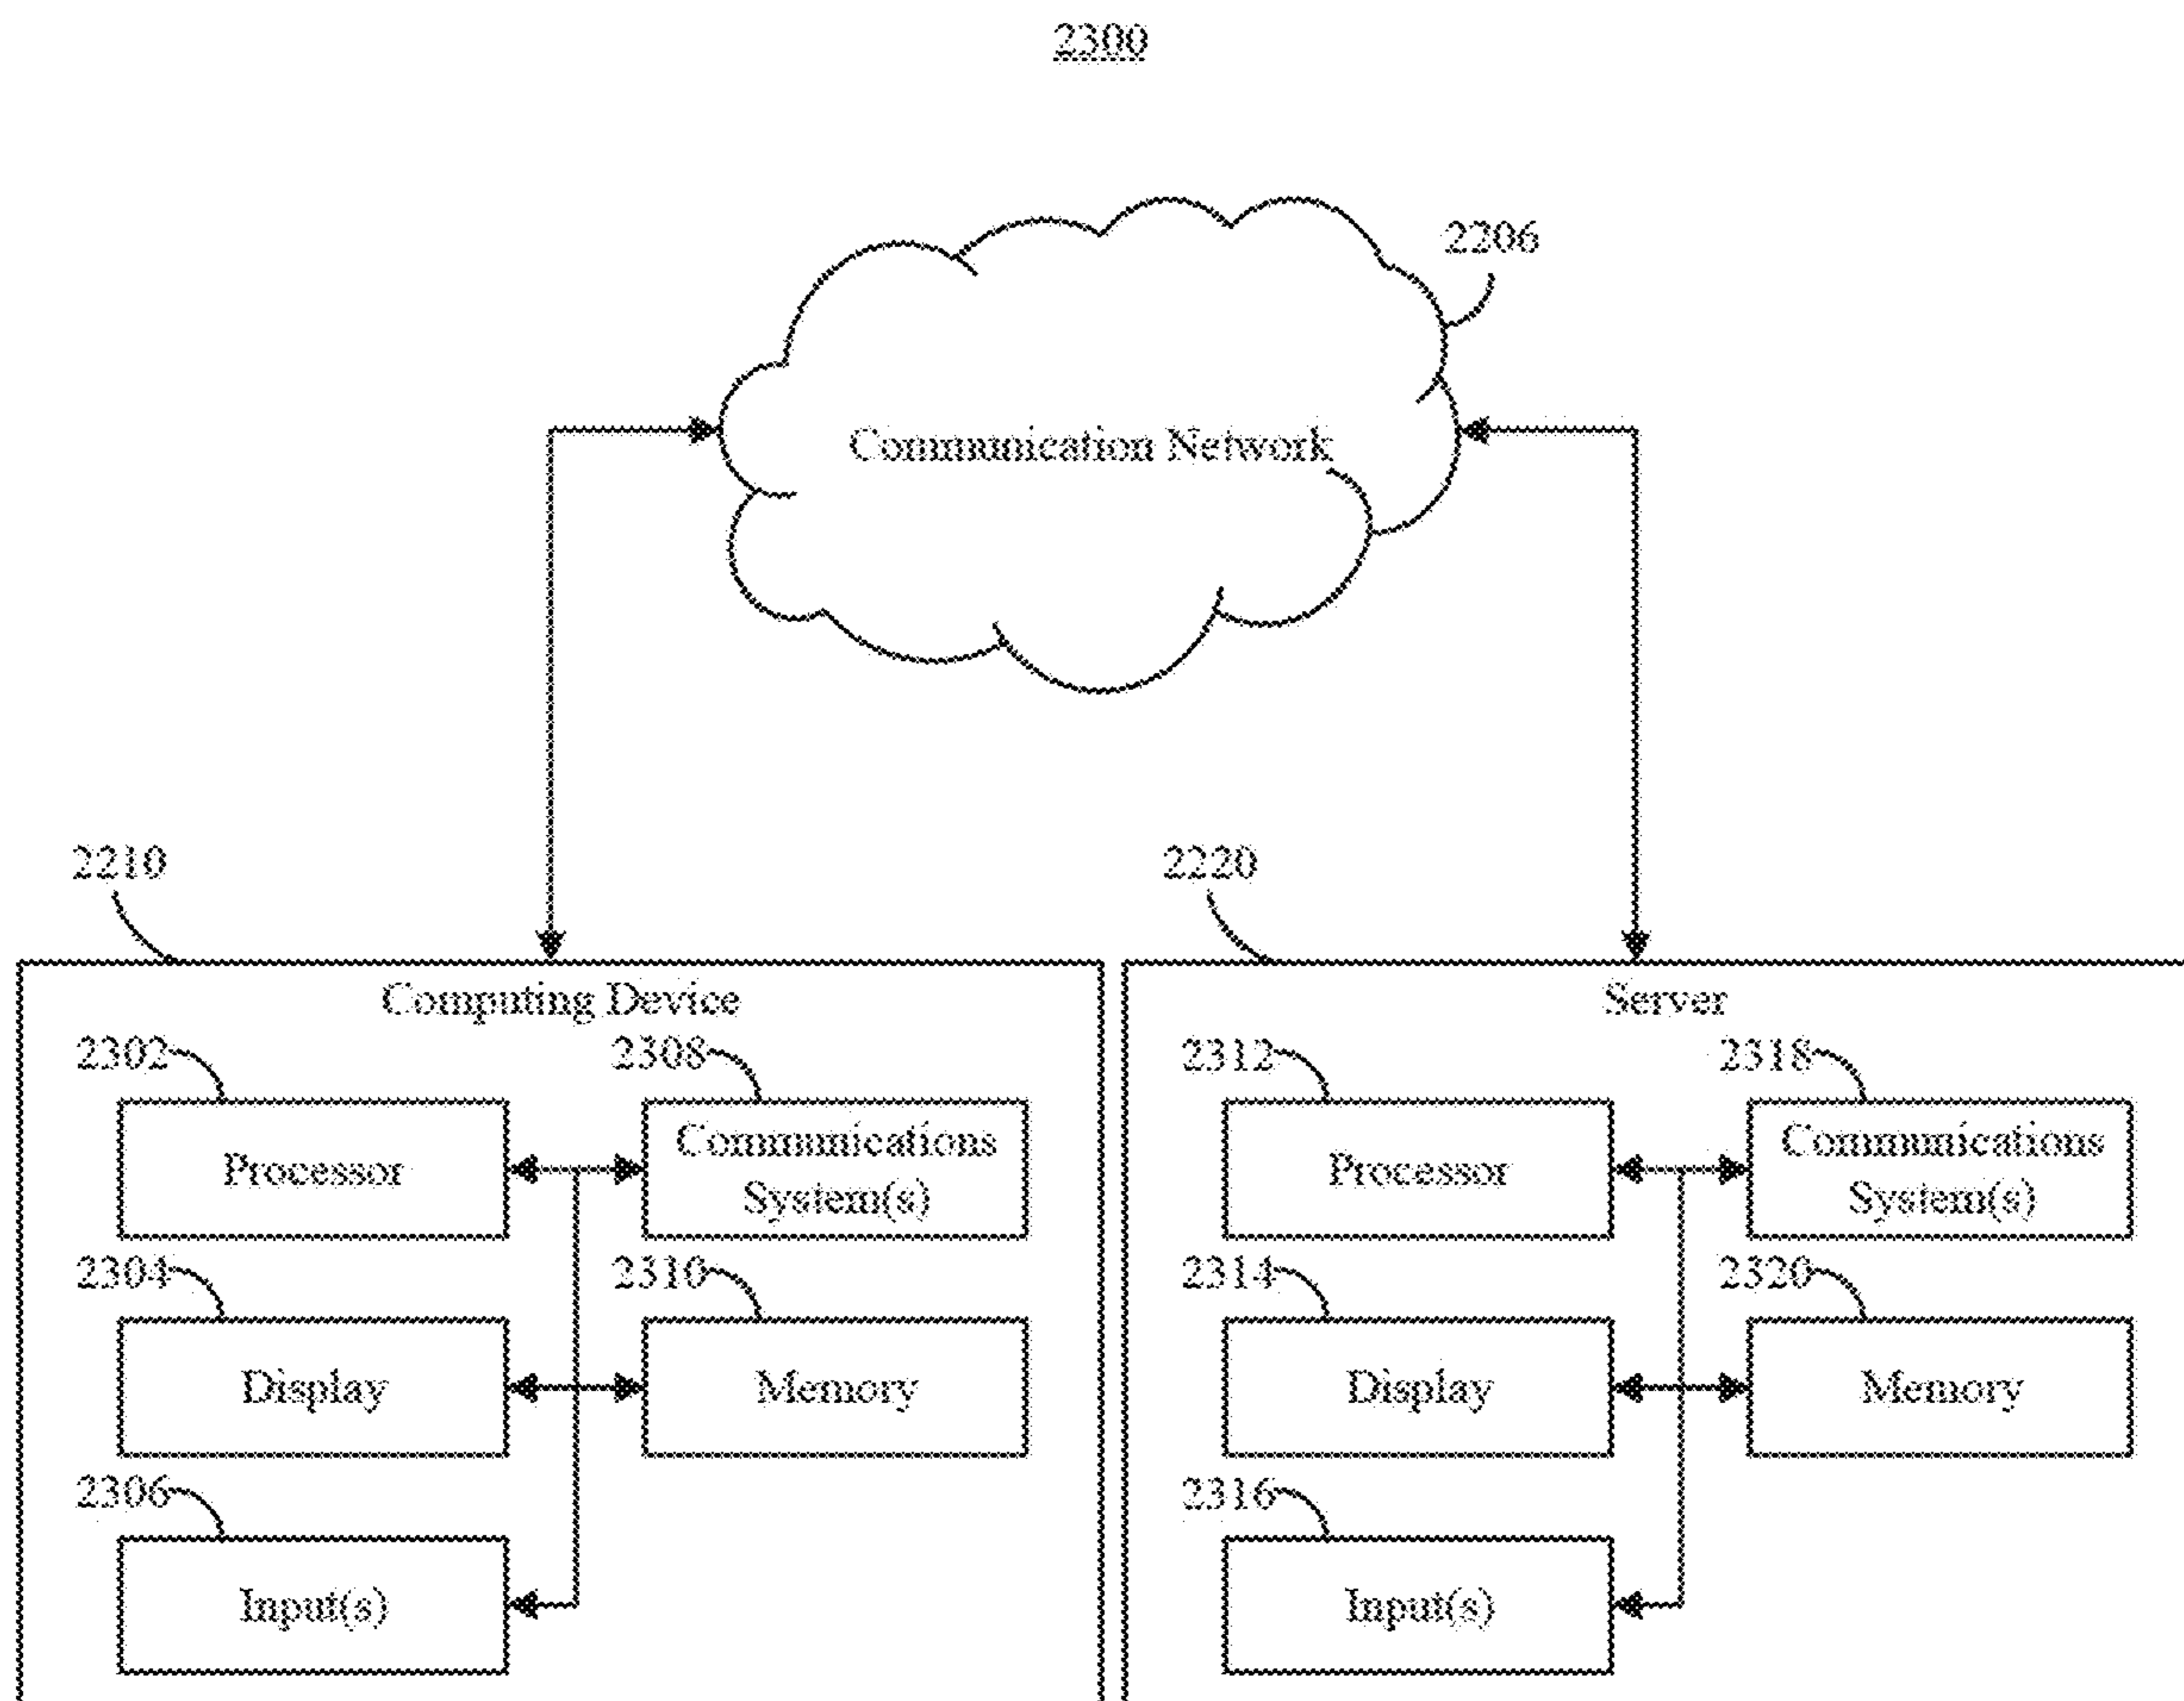 2300
2206
Communication Network
2210
2220
Computing Device
2302
2308
Processor
Communications
System(s)
2304
2310
Display
Memory
2306
Input(s)
Server
2312
2318
Processor
Communications
System(s)
2314
2320
Display
Memory
2316
Input(s)